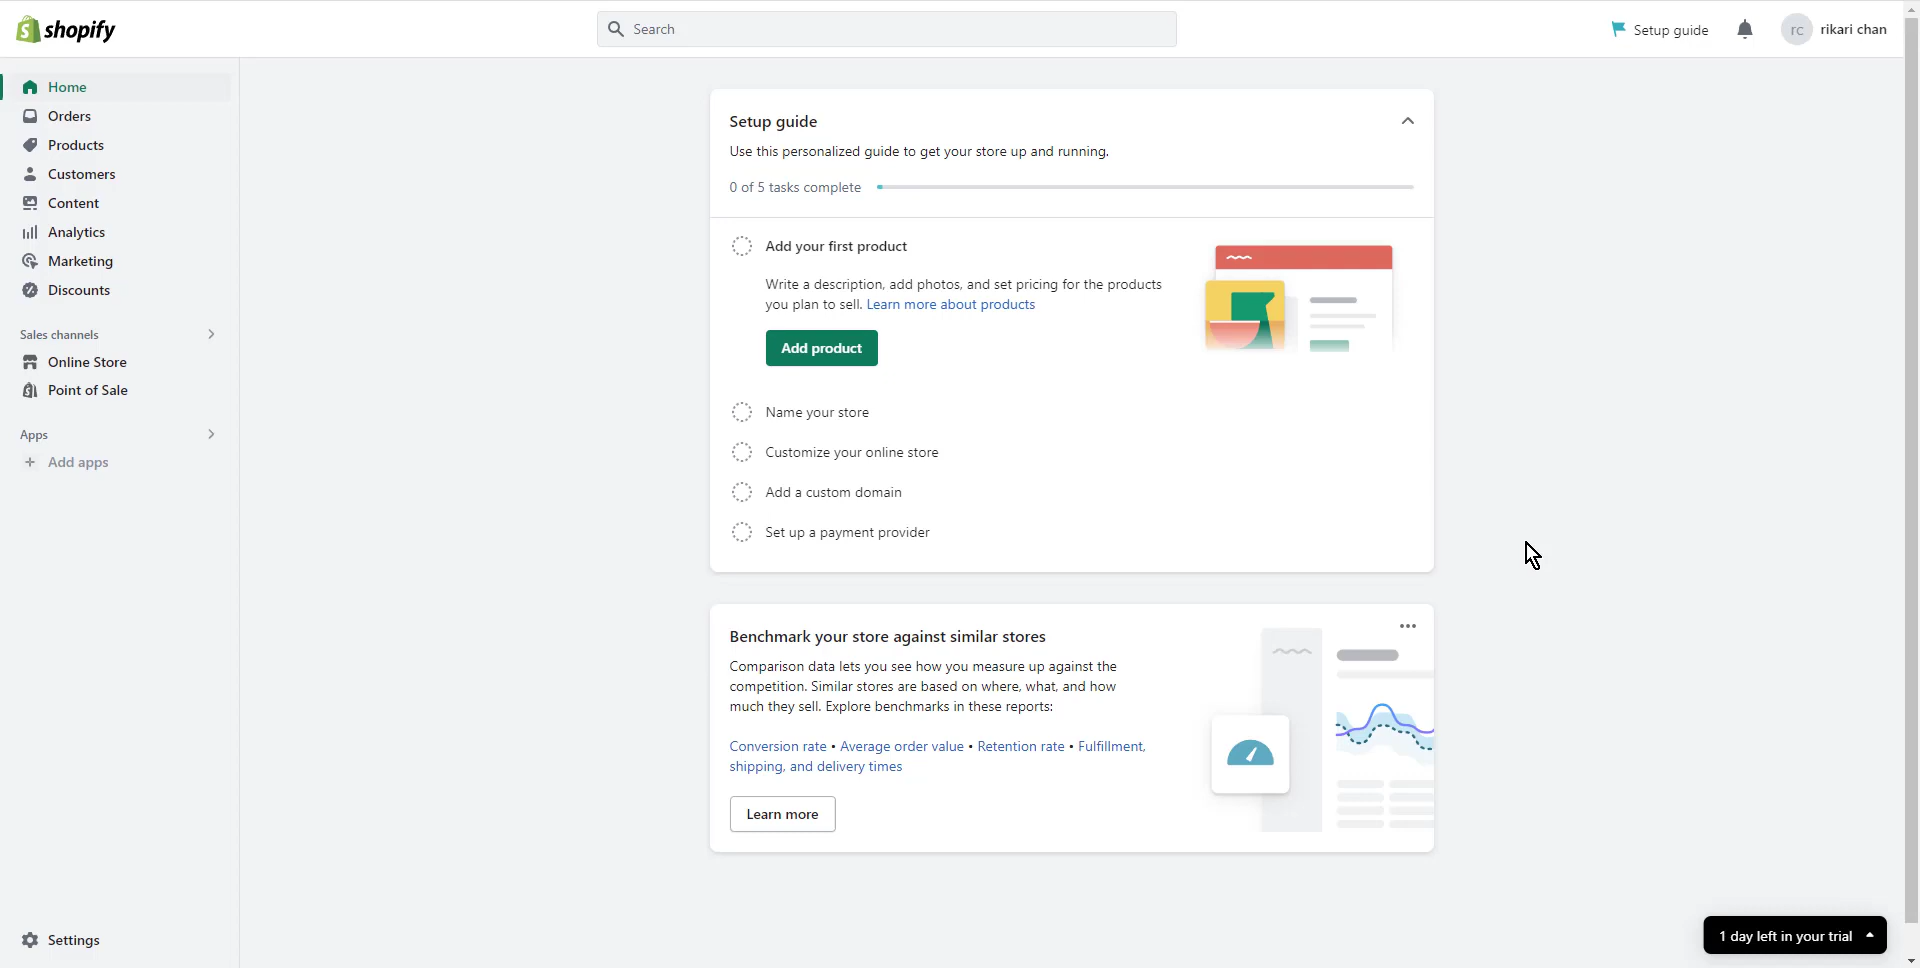 shopify
Search
Setup guide
rc
rikari chan
Home
Orders
Products
Customers
Content
Analytics
Marketing
Discounts
Sales channels
Online Store
Point of Sale
Apps
Add apps
Settings
Setup guide
Use this personalized guide to get your store up and running.
0 of 5 tasks complete
Add your first product
Write a description, add photos, and set pricing for the products
you plan to sell. Learn more about products
Add product
Name your store
Customize your online store
Add a custom domain
Set up a payment provider
Benchmark your store against similar stores
Comparison data lets you see how you measure up against the
competition. Similar stores are based on where, what, and how
much they sell. Explore benchmarks in these reports:
Conversion rate • Average order value • Retention rate • Fulfillment,
shipping, and delivery times
Learn more
1 day left in your trial